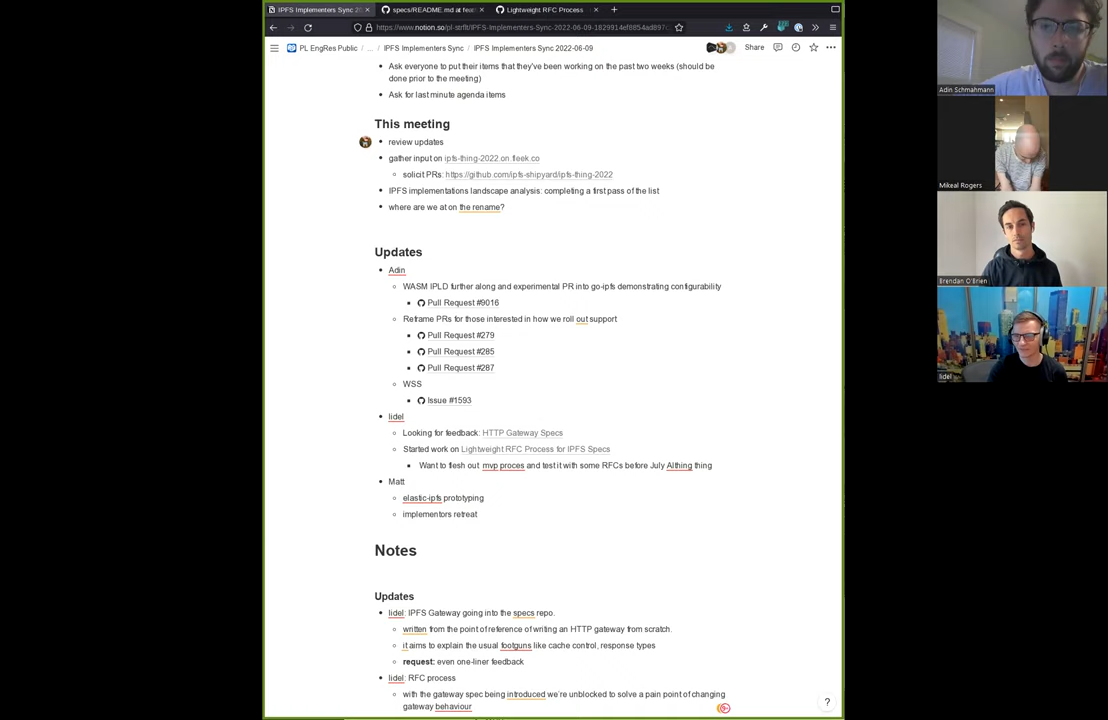 IPFS Implementers Sync 20
specs/README.md at feat
Lightweight RFC Process
https://www.notion.so/pl-strflt/IPFS-Implementers-Sync-2022-06-09-1829914ef8854ad897c
PL EngRes Public / ... / IPFS Implementers Sync / IPFS Implementers Sync 2022-06-09
Share
Ask everyone to put their items that they've been working on the past two weeks (should be
done prior to the meeting)
Ask for last minute agenda items
This meeting
review updates
gather input on ipfs-thing-2022.on.fleek.co
solicit PRs: https://github.com/ipfs-shipyard/ipfs-thing-2022
IPFS implementations landscape analysis: completing a first pass of the list
where are we at on the rename?
Updates
Adin
WASM IPLD further along and experimental PR into go-ipfs demonstrating configurability
Pull Request #9016
Reframe PRs for those interested in how we roll out support
Pull Request #279
Pull Request #285
Pull Request #287
WSS
Issue #1593
lidel
Looking for feedback: HTTP Gateway Specs
Started work on Lightweight RFC Process for IPFS Specs
Want to flesh out mvp proces and test it with some RFCs before July AIthing thing
Matt
elastic-ipfs prototyping
implementors retreat
Notes
Updates
lidel: IPFS Gateway going into the specs repo.
written from the point of reference of writing an HTTP gateway from scratch.
it aims to explain the usual footguns like cache control, response types
request: even one-liner feedback
lidel: RFC process
with the gateway spec being introduced we're unblocked to solve a pain point of changing
gateway behaviour
?
Adin Schmahmann
Mikeal Rogers
Brendan O'Brien
lidel